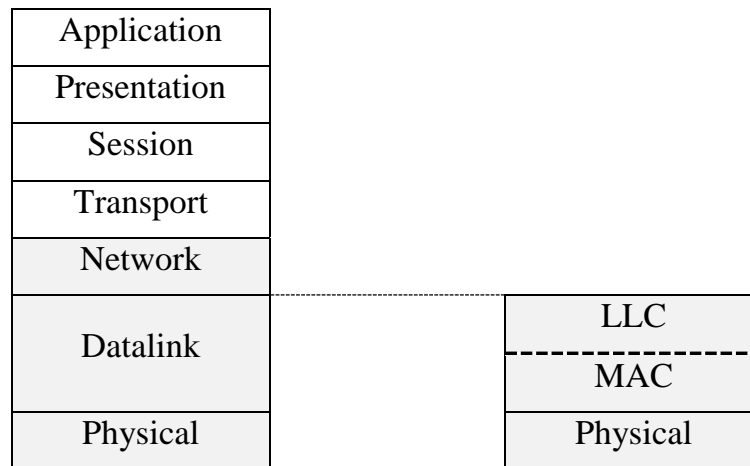 Application
Presentation
Session
Transport
Network
Datalink
Physical
LLC
MAC
Physical